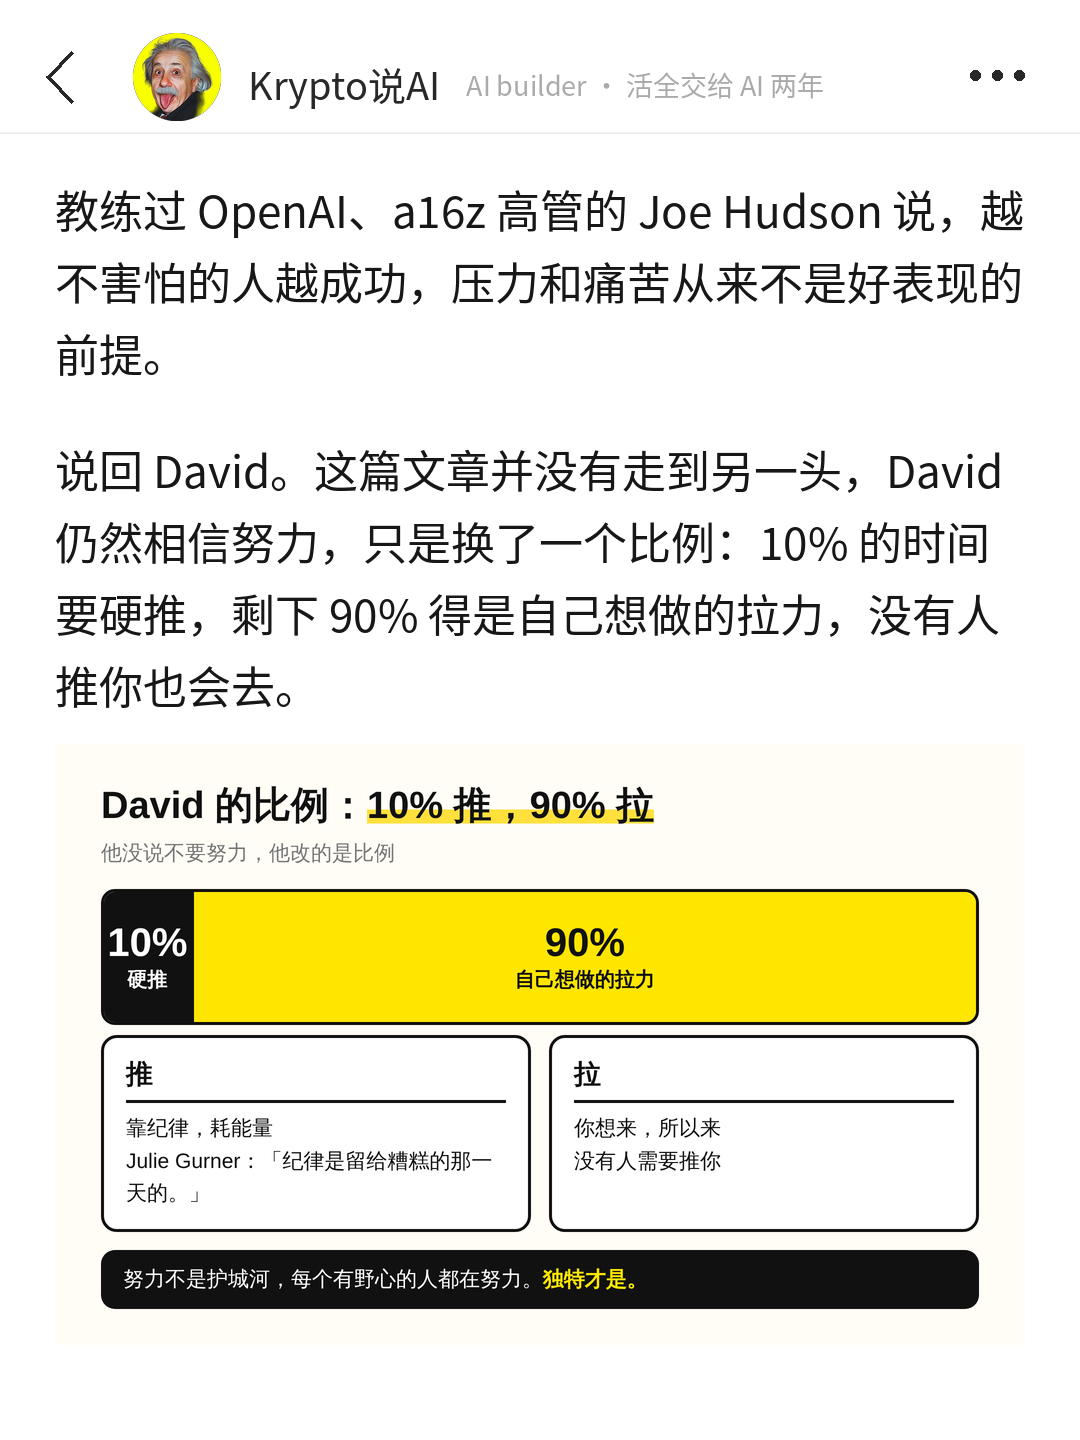 Krypto说AI AI builder · 活全交给 AI 两年
教练过 OpenAI、a16z 高管的 Joe Hudson 说，越
不害怕的人越成功，压力和痛苦从来不是好表现的
前提。
说回 David。这篇文章并没有走到另一头，David
仍然相信努力，只是换了一个比例：10% 的时间
要硬推，剩下 90% 得是自己想做的拉力，没有人
推你也会去。
David 的比例：10% 推，90% 拉
他没说不要努力，他改的是比例
10%
硬推
90%
自己想做的拉力
推
靠纪律，耗能量
Julie Gurner：「纪律是留给糟糕的那一
天的。」
拉
你想来，所以来
没有人需要推你
努力不是护城河，每个有野心的人都在努力。独特才是。